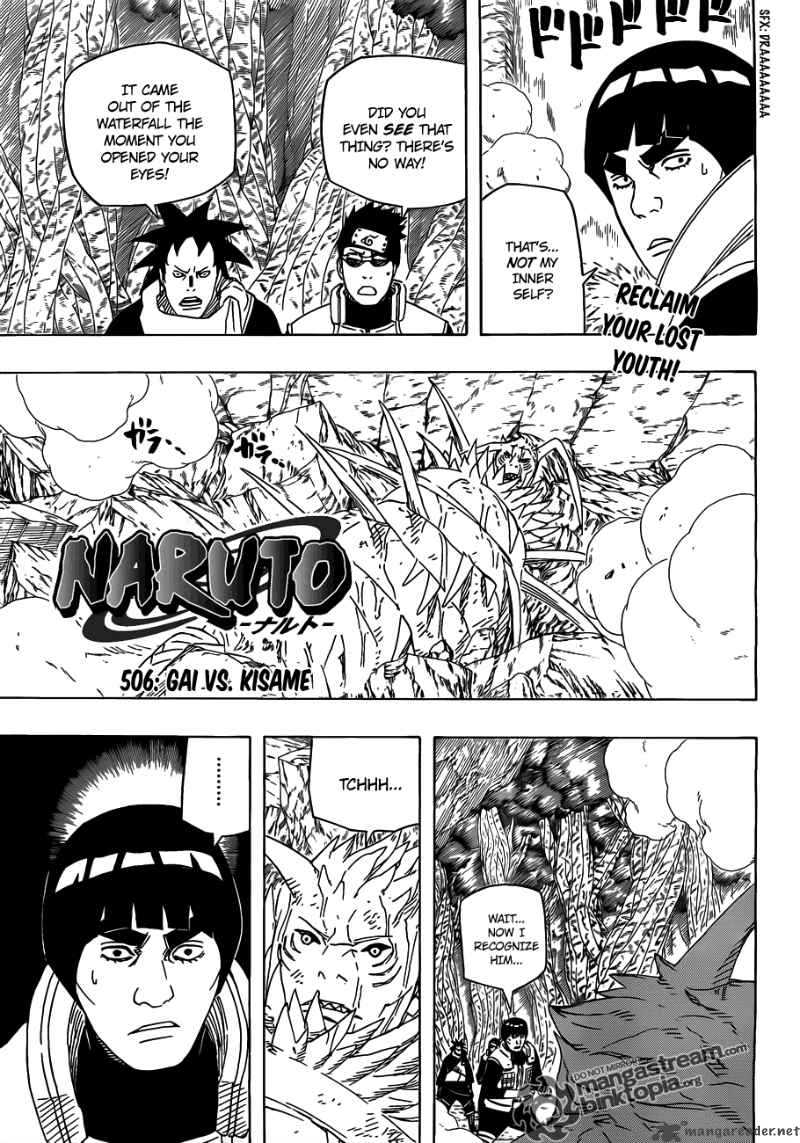 ドドドドド
SFX: DRAAAAAAAAA
THAT'S...
NOT MY
INNER
SELF?
RECLAIM
YOUR LOST
YOUTH!
DID YOU
EVEN SEE THAT
THING? THERE'S
NO WAY!
IT CAME
OUT OF THE
WATERFALL THE
MOMENT YOU
OPENED YOUR
EYES!
ガラ...
ガラ...
NARUTO
-ナルト-
506: GAI VS. KISAME
WAIT...
NOW I
RECOGNIZE
HIM...
TCHHH...
.........
DO NOT MIRROR
mangastream.com
binktopia.org
mangareader.net